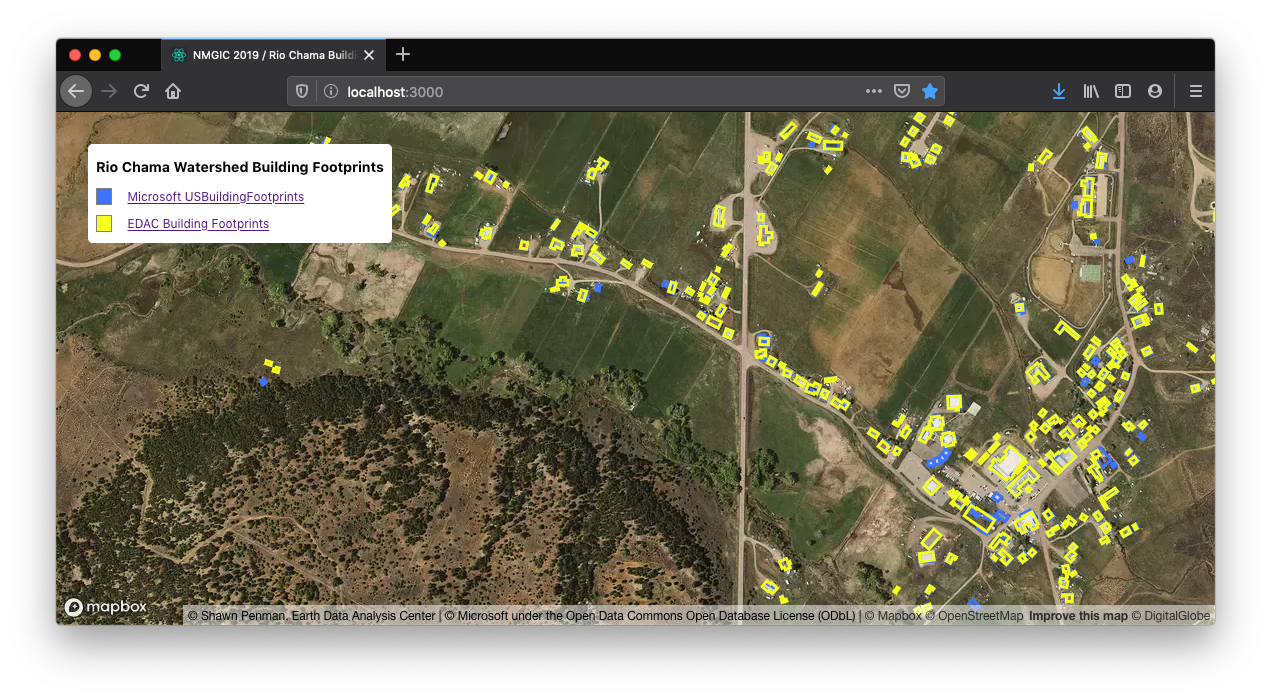 NMGIC 2019 / Rio Chama Buildi
localhost:3000
Rio Chama Watershed Building Footprints
Microsoft USBuildingFootprints
EDAC Building Footprints
mapbox
© Shawn Penman, Earth Data Analysis Center | © Microsoft under the Open Data Commons Open Database License (ODbL) | © Mapbox © OpenStreetMap Improve this map © DigitalGlobe